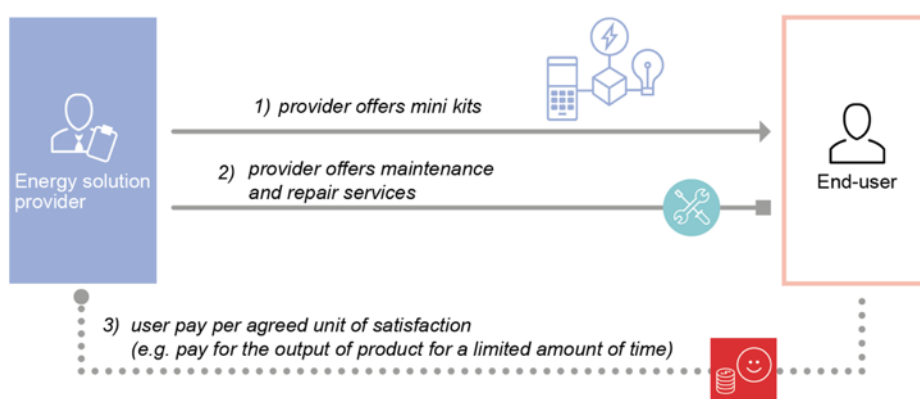 1) provider offers mini kits
2) provider offers maintenance
and repair services
Energy solution
provider
End-user
3) user pay per agreed unit of satisfaction
(e.g. pay for the output of product for a limited amount of time)